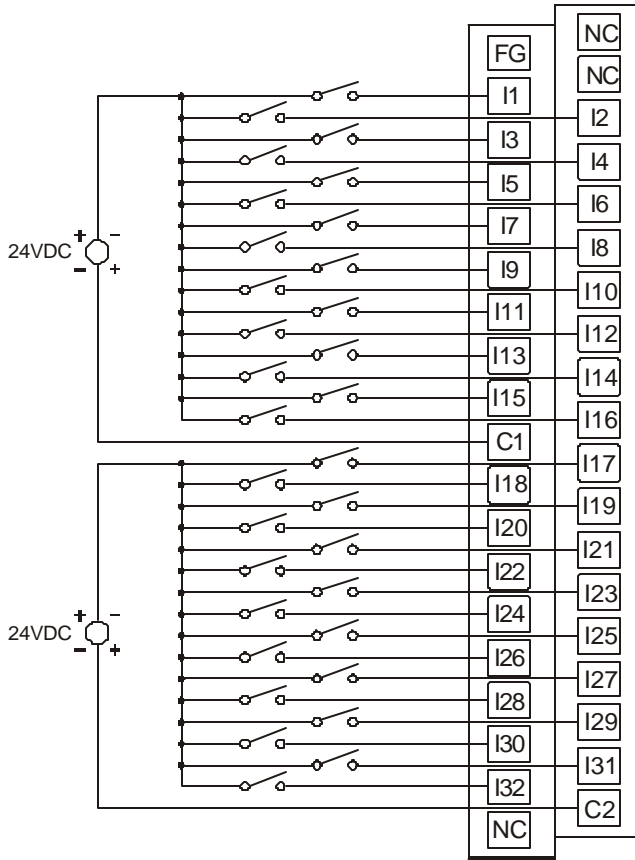 NC
FG
NC
I1
I2
I3
I4
I5
I6
I7
+ -
24VDC
- +
I8
I9
I10
I11
I12
I13
I14
I15
I16
C1
I17
I18
I19
I20
I21
I22
I23
+ -
24VDC
- +
I24
I25
I26
I27
I28
I29
I30
I31
I32
C2
NC